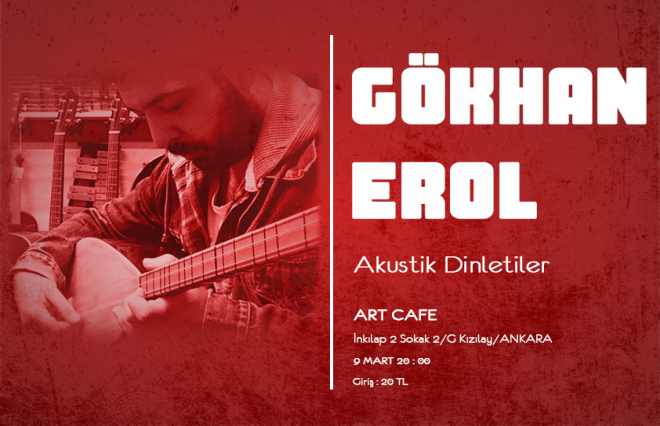 GÖKHAN
EROL
Akustik Dinletiler
ART CAFE
İnkılap 2 Sokak 2/G Kızılay/ANKARA
9 MART 20 : 00
Giriş : 20 TL